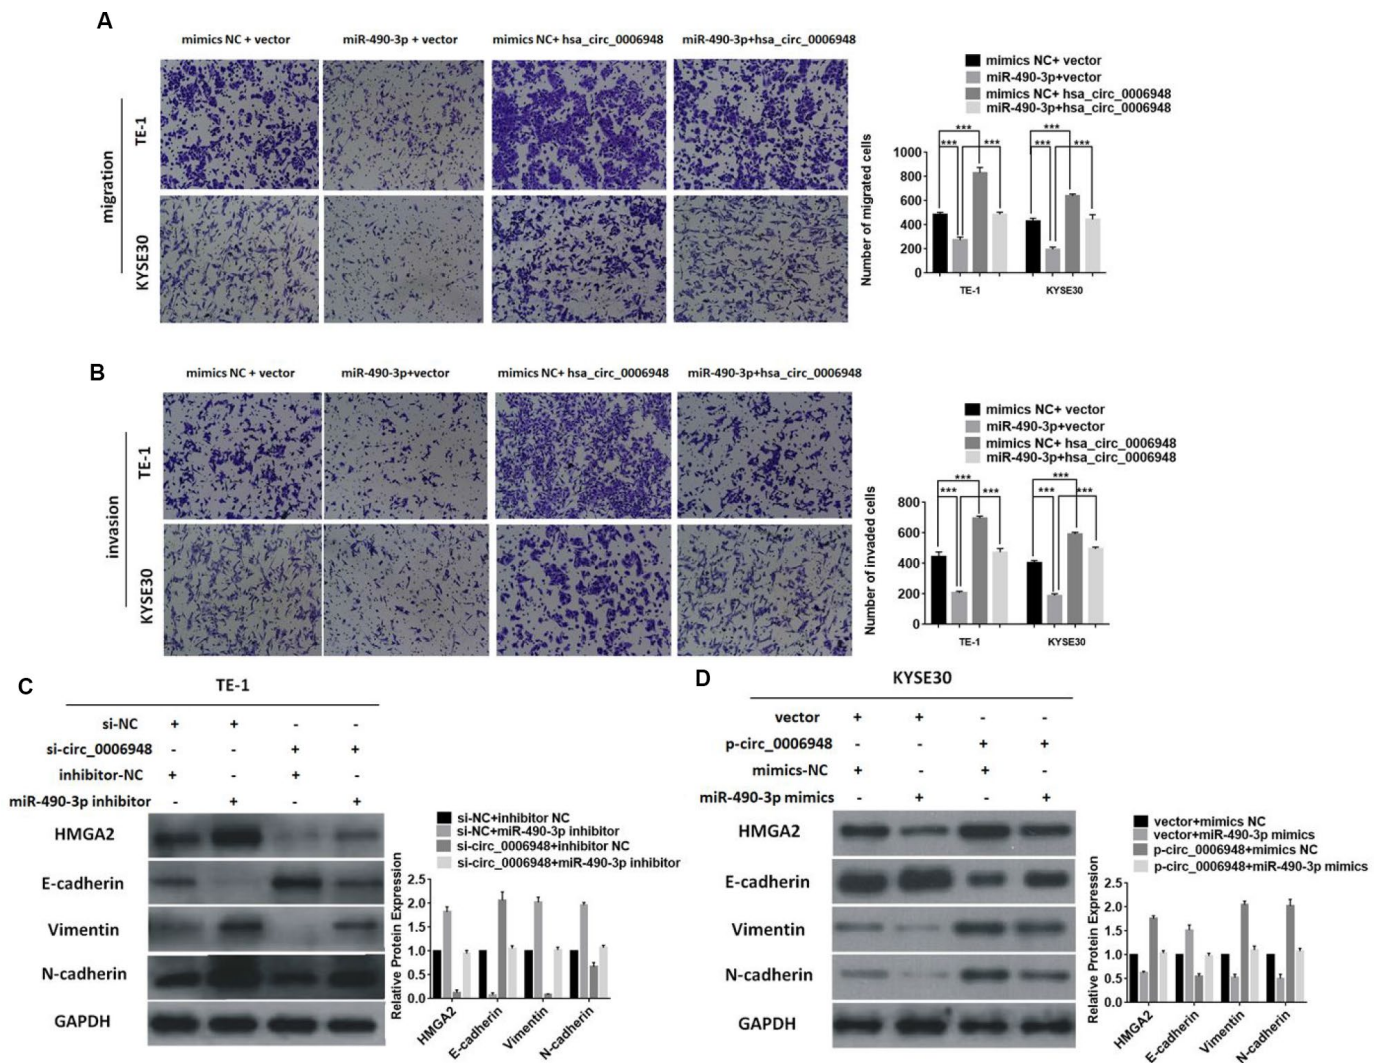 A
mimics NC + vector
miR-490-3p + vector
mimics NC+ hsa_circ_0006948
miR-490-3p+hsa_circ_0006948
migration
TE-1
KYSE30
mimics NC+ vector
miR-490-3p+vector
mimics NC+ hsa_circ_0006948
miR-490-3p+hsa_circ_0006948
Number of migrated cells
1000
800
600
400
200
0
*** *** ***
*** *** ***
TE-1
KYSE30
B
mimics NC + vector
miR-490-3p+vector
mimics NC+ hsa_circ_0006948
miR-490-3p+hsa_circ_0006948
invasion
TE-1
KYSE30
mimics NC+ vector
miR-490-3p+vector
mimics NC+ hsa_circ_0006948
miR-490-3p+hsa_circ_0006948
Number of invaded cells
800
600
400
200
0
*** *** ***
*** *** ***
TE-1
KYSE30
C
TE-1
si-NC + + - -
si-circ_0006948 - - + +
inhibitor-NC + - + -
miR-490-3p inhibitor - + - +
HMGA2
E-cadherin
Vimentin
N-cadherin
GAPDH
si-NC+inhibitor NC
si-NC+miR-490-3p inhibitor
si-circ_0006948+inhibitor NC
si-circ_0006948+miR-490-3p inhibitor
Relative Protein Expression
2.5
2.0
1.5
1.0
0.5
0.0
HMGA2
E-cadherin
Vimentin
N-cadherin
D
KYSE30
vector + + - -
p-circ_0006948 - - + +
mimics-NC + - + -
miR-490-3p mimics - + - +
HMGA2
E-cadherin
Vimentin
N-cadherin
GAPDH
vector+mimics NC
vector+miR-490-3p mimics
p-circ_0006948+mimics NC
p-circ_0006948+miR-490-3p mimics
Relative Protein Expression
2.5
2.0
1.5
1.0
0.5
0.0
HMGA2
E-cadherin
Vimentin
N-cadherin